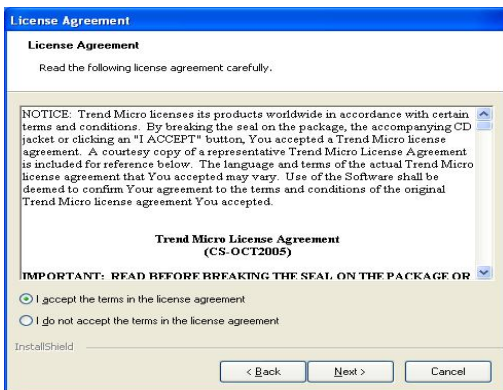 License Agreement
License Agreement
Read the following license agreement carefully.
NOTICE:  Trend Micro licenses its products worldwide in accordance with certain
terms and conditions. By breaking the seal on the package, the accompanying CD
jacket or clicking an "I ACCEPT" button, You accepted a Trend Micro license
agreement.  A courtesy copy of a representative Trend Micro License Agreement
is included for reference below.  The language and terms of the actual Trend Micro
license agreement that You accepted may vary.  Use of the Software shall be
deemed to confirm Your agreement to the terms and conditions of the original
Trend Micro license agreement You accepted.
Trend Micro License Agreement
(CS-OCT2005)
IMPORTANT:  READ BEFORE BREAKING THE SEAL ON THE PACKAGE OR
I accept the terms in the license agreement
I do not accept the terms in the license agreement
InstallShield
< Back
Next >
Cancel